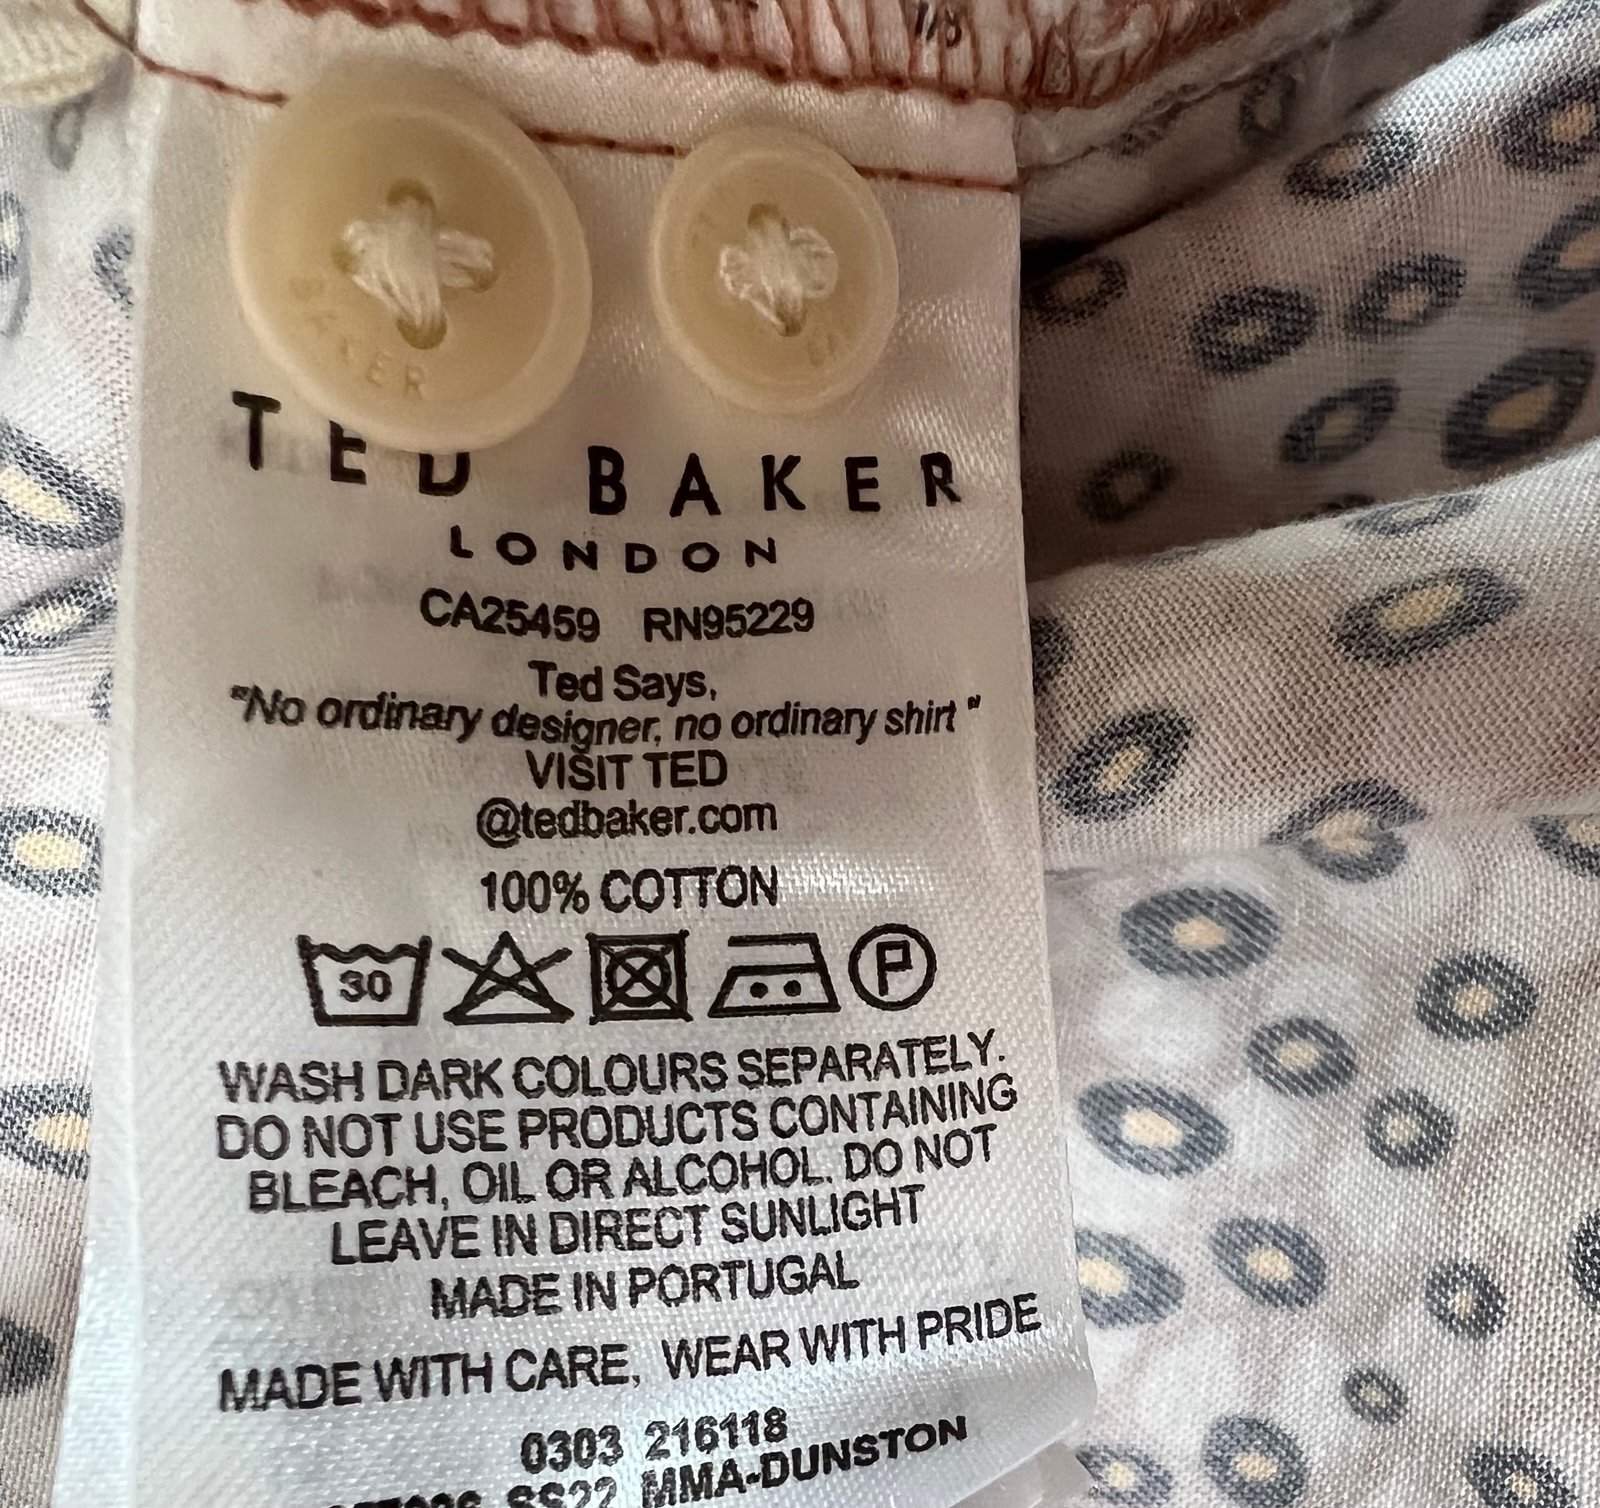 BAKER
TED BAKER
LONDON
CA25459 RN95229
Ted Says,
"No ordinary designer, no ordinary shirt "
VISIT TED
@tedbaker.com
100% COTTON
30
P
WASH DARK COLOURS SEPARATELY.
DO NOT USE PRODUCTS CONTAINING
BLEACH, OIL OR ALCOHOL. DO NOT
LEAVE IN DIRECT SUNLIGHT
MADE IN PORTUGAL
MADE WITH CARE, WEAR WITH PRIDE
0303 216118
SS22 MMA-DUNSTON